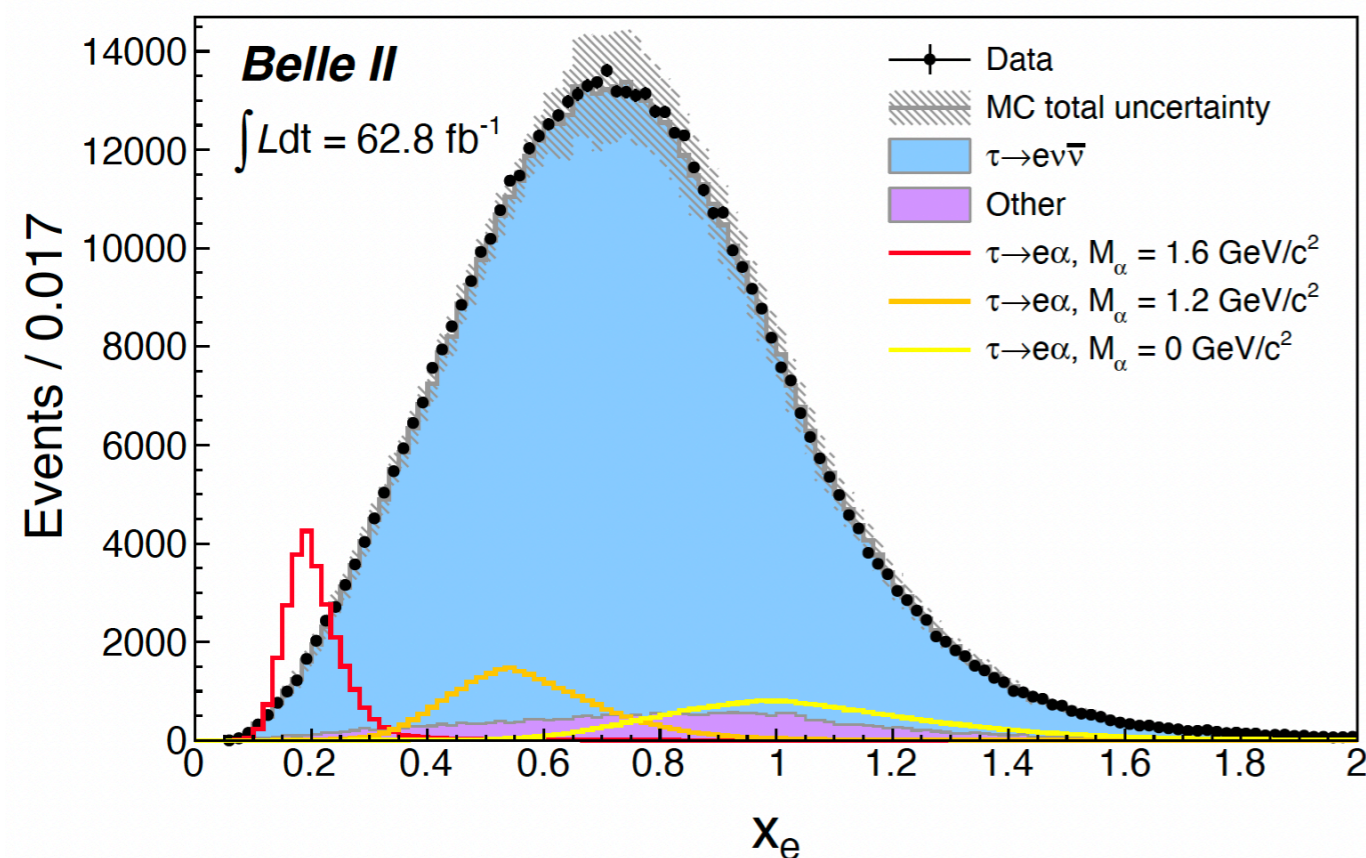 Belle II
∫Ldt = 62.8 fb⁻¹
Data
MC total uncertainty
τ→eνν̅
Other
τ→eα, Mα = 1.6 GeV/c²
τ→eα, Mα = 1.2 GeV/c²
τ→eα, Mα = 0 GeV/c²
Events / 0.017
14000
12000
10000
8000
6000
4000
2000
0
0 0.2 0.4 0.6 0.8 1 1.2 1.4 1.6 1.8 2
xe